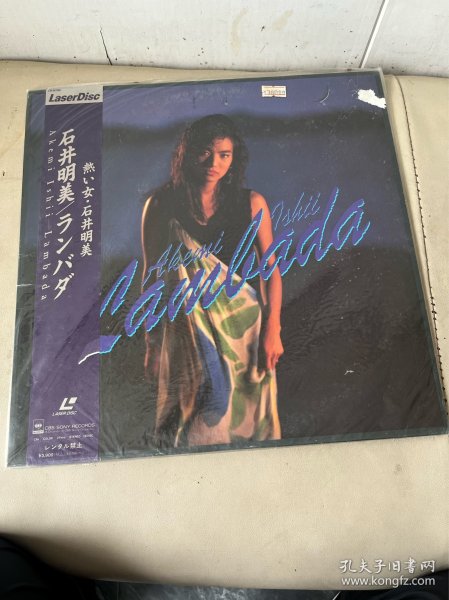 LaserDisc
石井明美/ランバダ
Akemi Ishii Lambada
熱い女・石井明美
Akemi Ishii
Lambada
LASER DISC
CBS/SONY RECORDS
レンタル禁止
孔夫子旧书网
www.kongfz.com